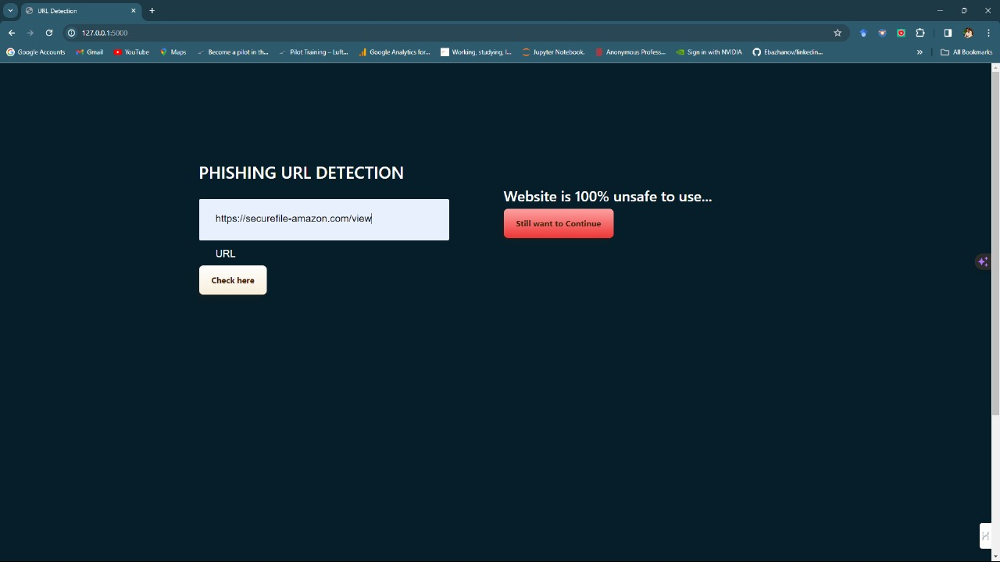 URL Detection
127.0.0.1:5000
Google Accounts
Gmail
YouTube
Maps
Become a pilot in th...
Pilot Training – Luft...
Google Analytics for...
Working, studying, l...
Jupyter Notebook.
Anonymous Profess...
Sign in with NVIDIA
Ebazhanov/linkedin...
All Bookmarks
PHISHING URL DETECTION
https://securefile-amazon.com/view
URL
Check here
Website is 100% unsafe to use...
Still want to Continue